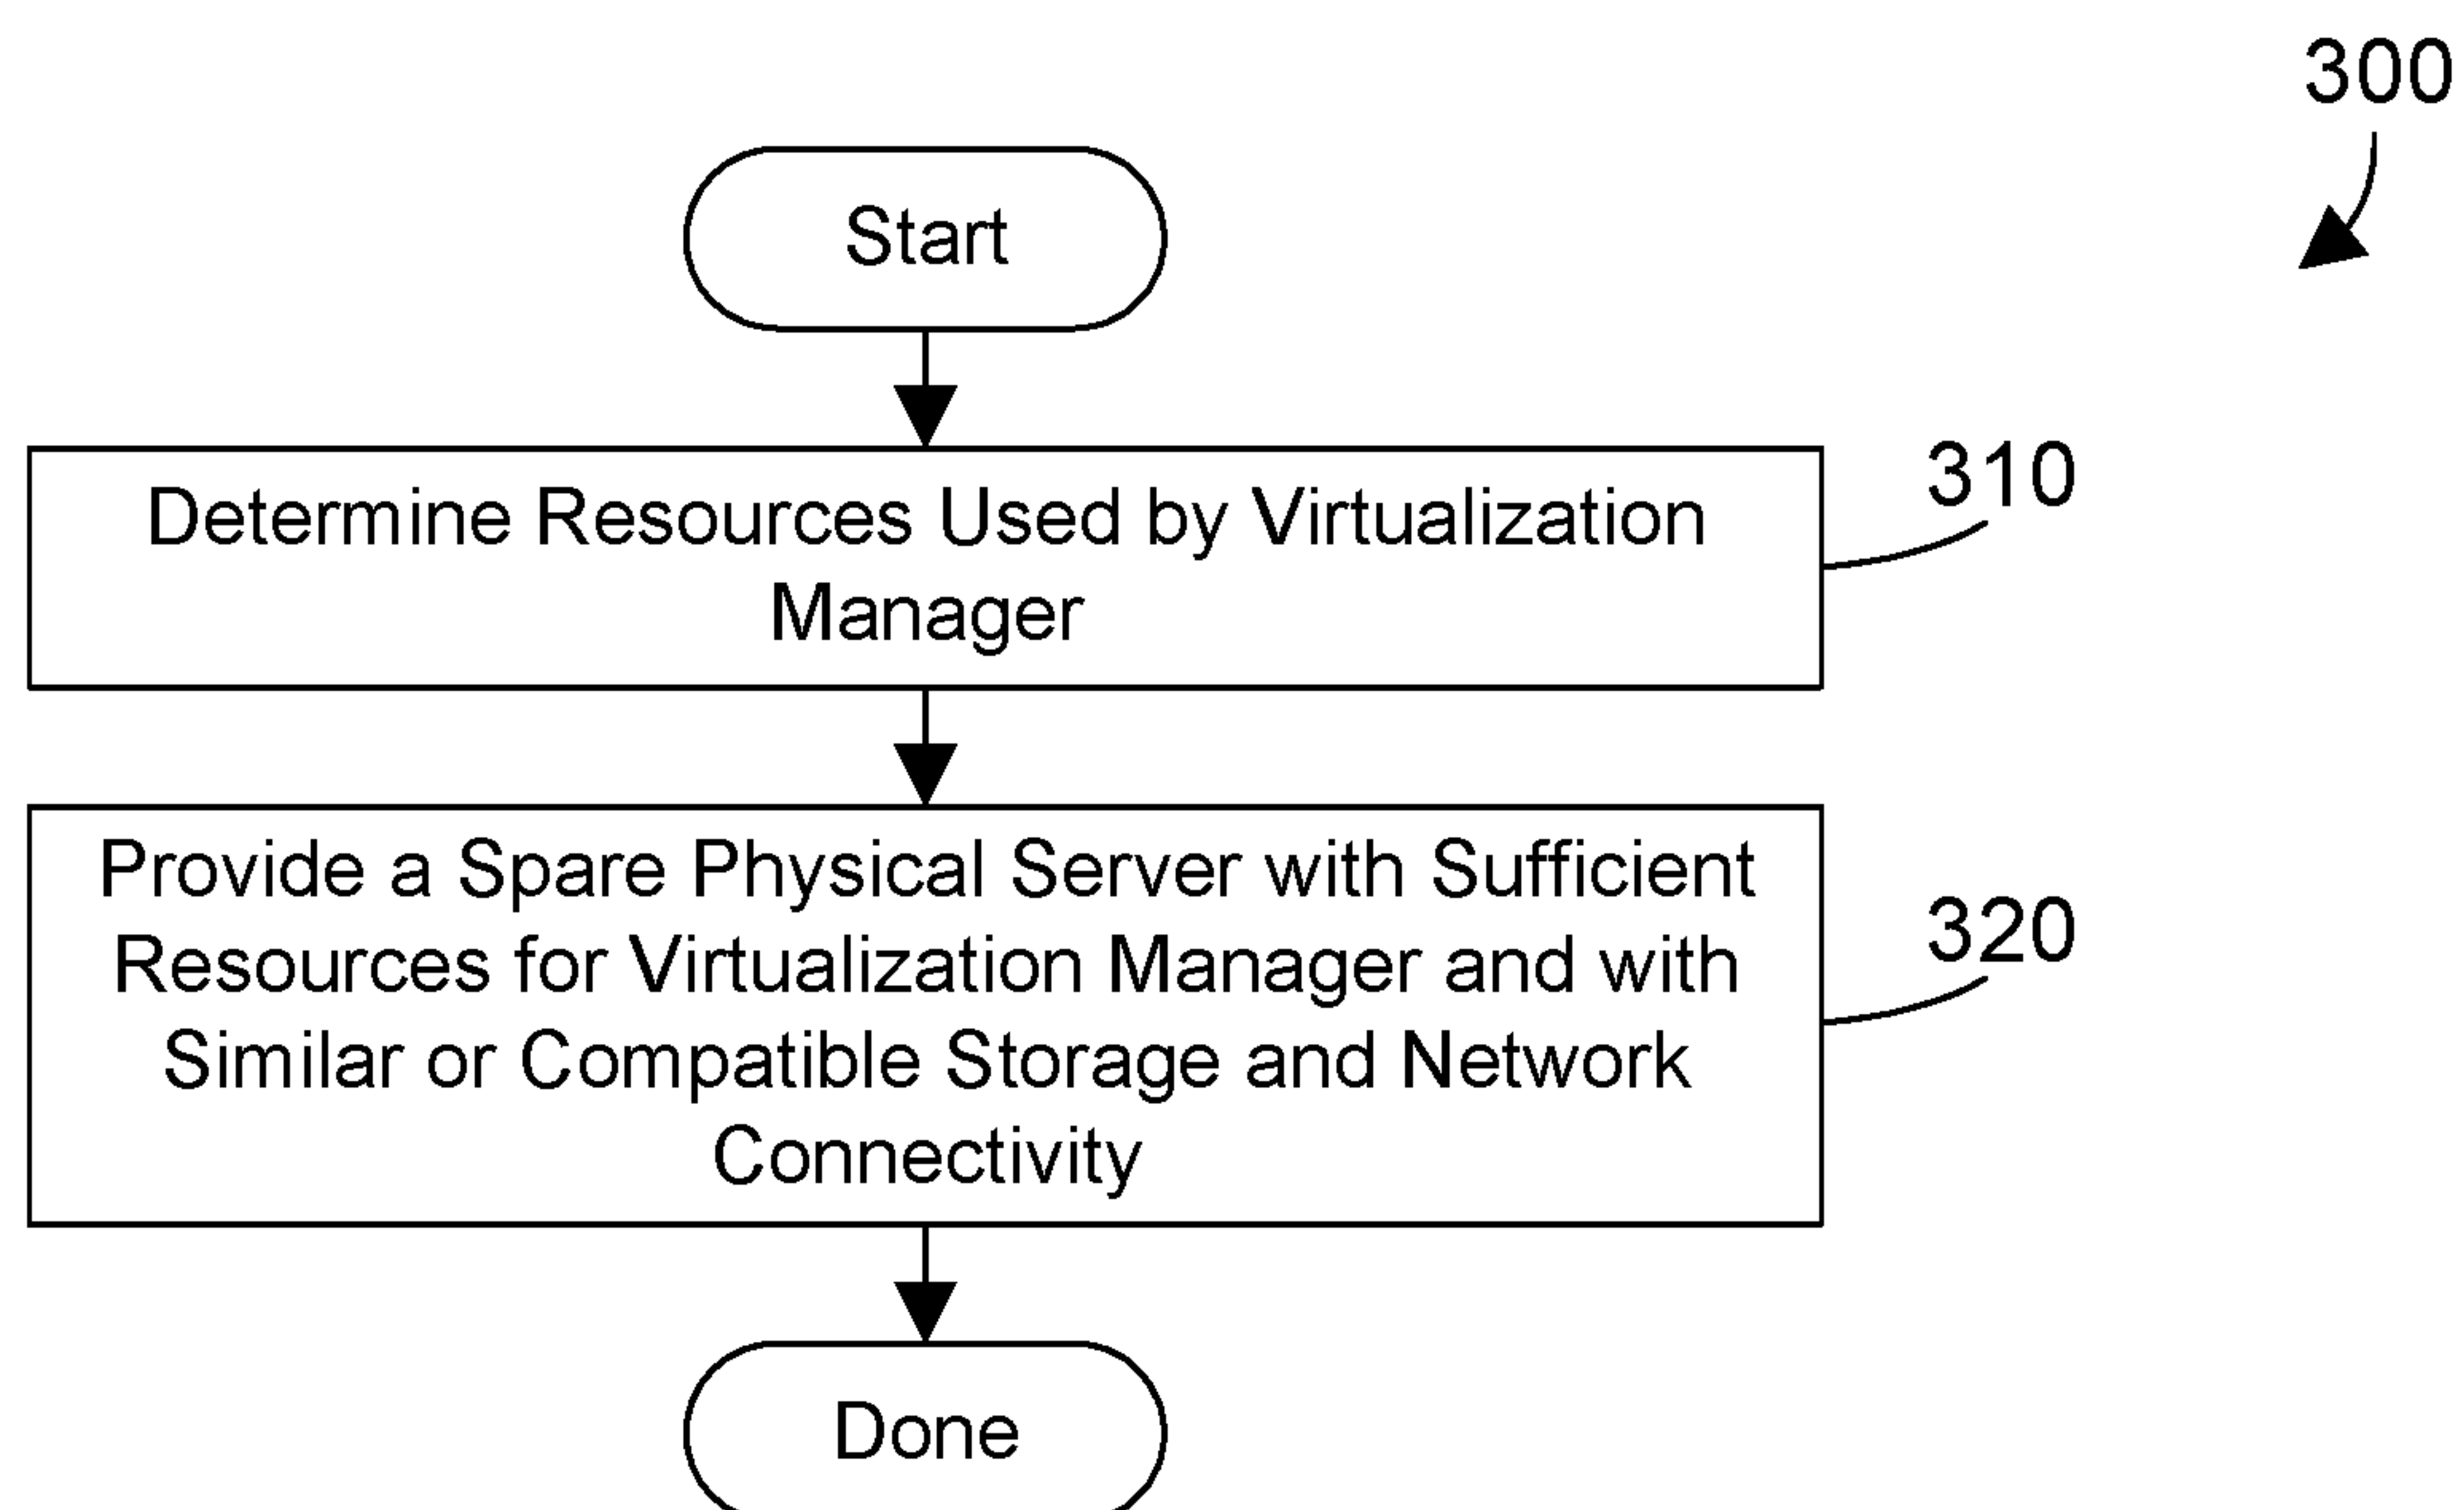 300
Start
Determine Resources Used by Virtualization
Manager
310
Provide a Spare Physical Server with Sufficient
Resources for Virtualization Manager and with
Similar or Compatible Storage and Network
Connectivity
320
Done